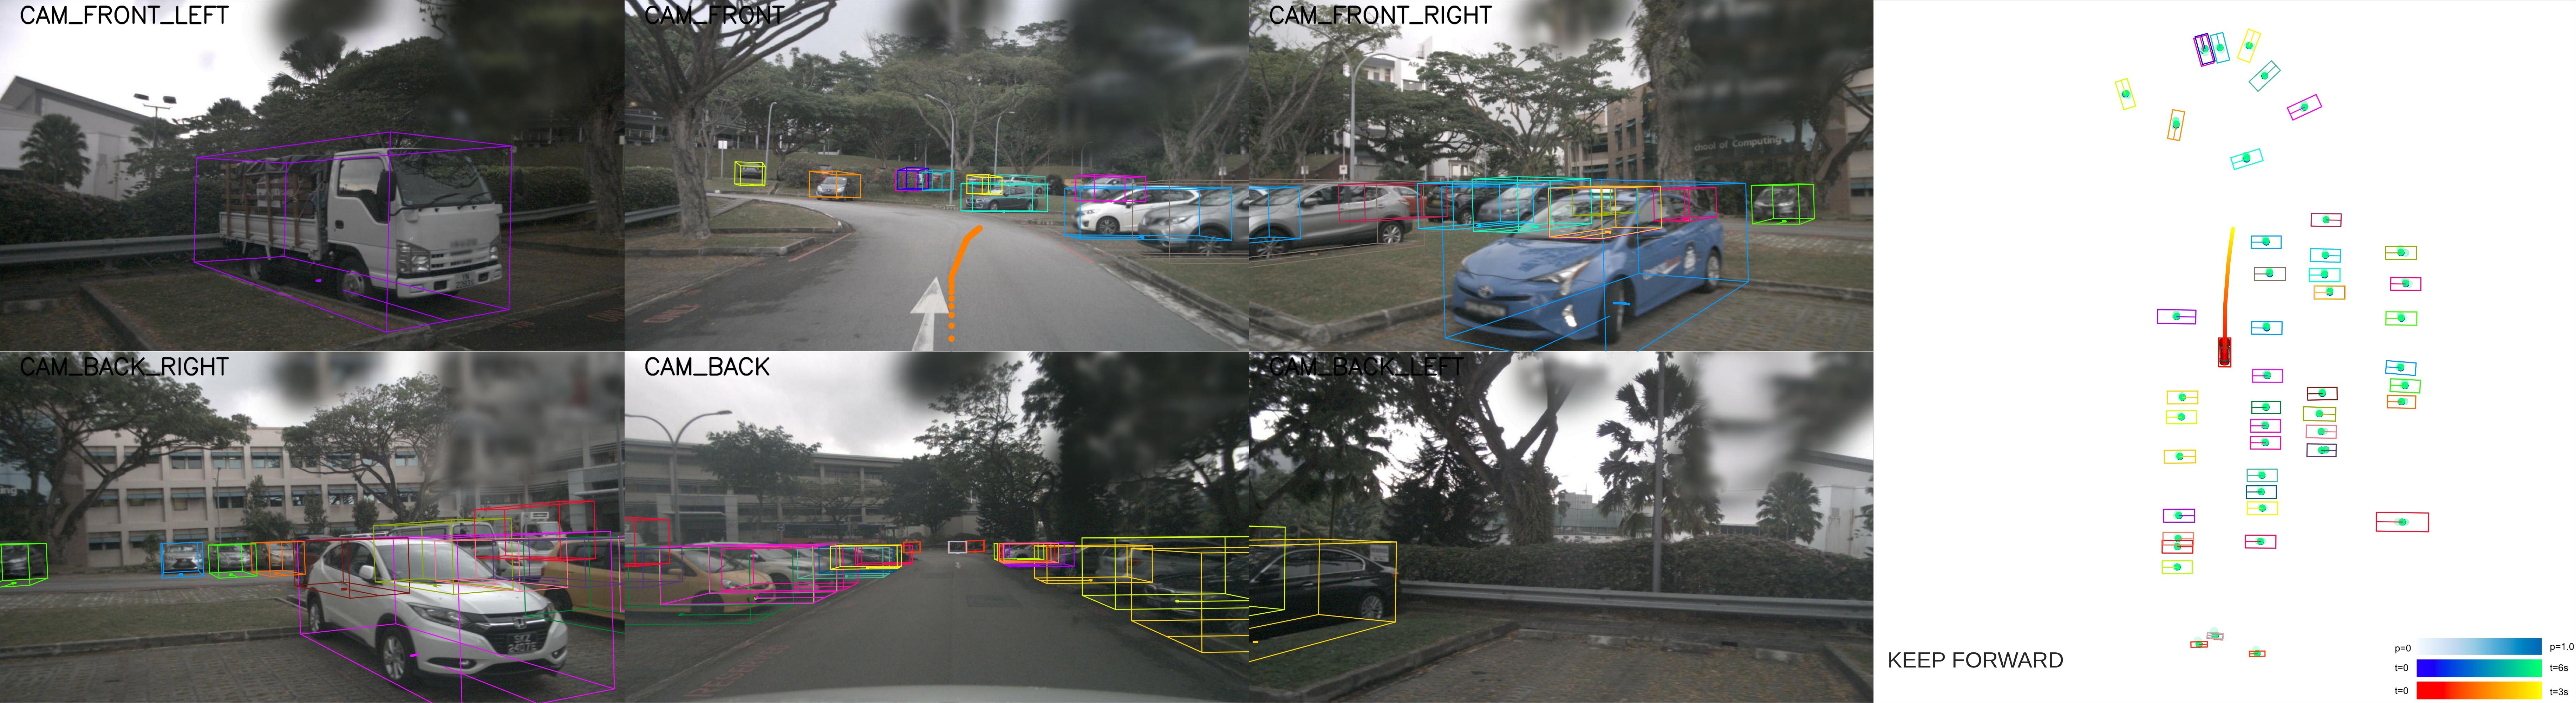 CAM_FRONT_LEFT
CAM_FRONT
CAM_FRONT_RIGHT
chool of Computing
CAM_BACK_RIGHT
CAM_BACK
CAM_BACK_LEFT
KEEP FORWARD
p=0
p=1.0
t=0
t=6s
t=0
t=3s